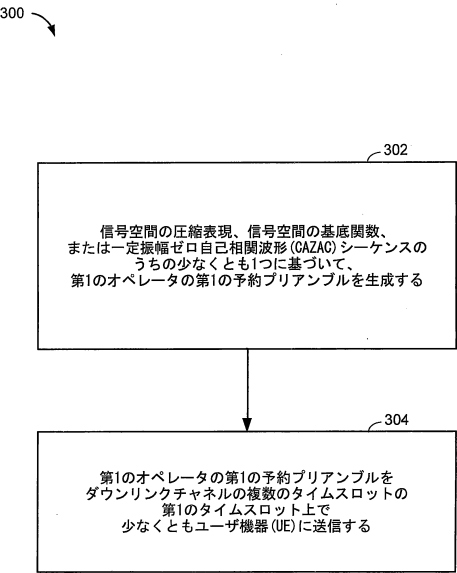 300
302
信号空間の圧縮表現、信号空間の基底関数、
または一定振幅ゼロ自己相関波形(CAZAC)シーケンスの
うちの少なくとも1つに基づいて、
第1のオペレータの第1の予約プリアンブルを生成する
304
第1のオペレータの第1の予約プリアンブルを
ダウンリンクチャネルの複数のタイムスロットの
第1のタイムスロット上で
少なくともユーザ機器(UE)に送信する